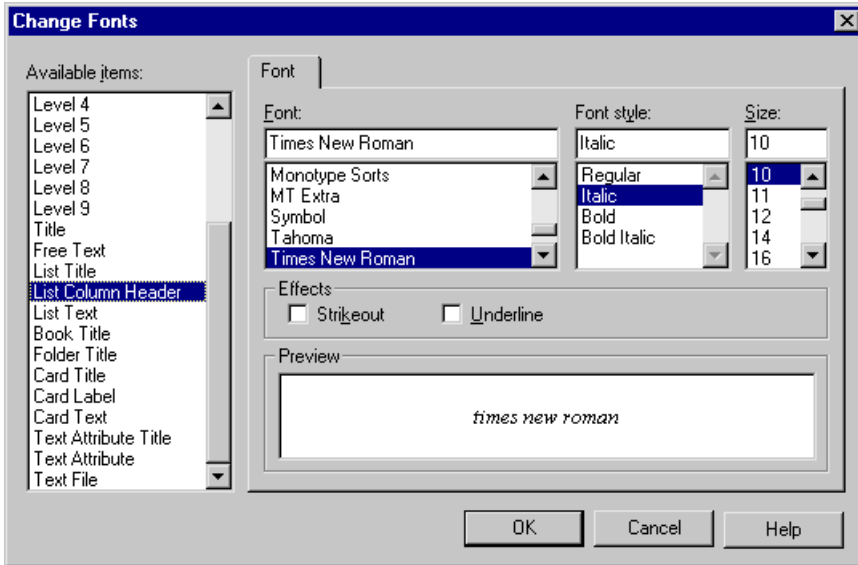 Change Fonts
Available items:
Level 4
Level 5
Level 6
Level 7
Level 8
Level 9
Title
Free Text
List Title
List Column Header
List Text
Book Title
Folder Title
Card Title
Card Label
Card Text
Text Attribute Title
Text Attribute
Text File
Font
Font:
Times New Roman
Monotype Sorts
MT Extra
Symbol
Tahoma
Times New Roman
Font style:
Italic
Regular
Italic
Bold
Bold Italic
Size:
10
10
11
12
14
16
Effects
Strikeout
Underline
Preview
times new roman
OK
Cancel
Help